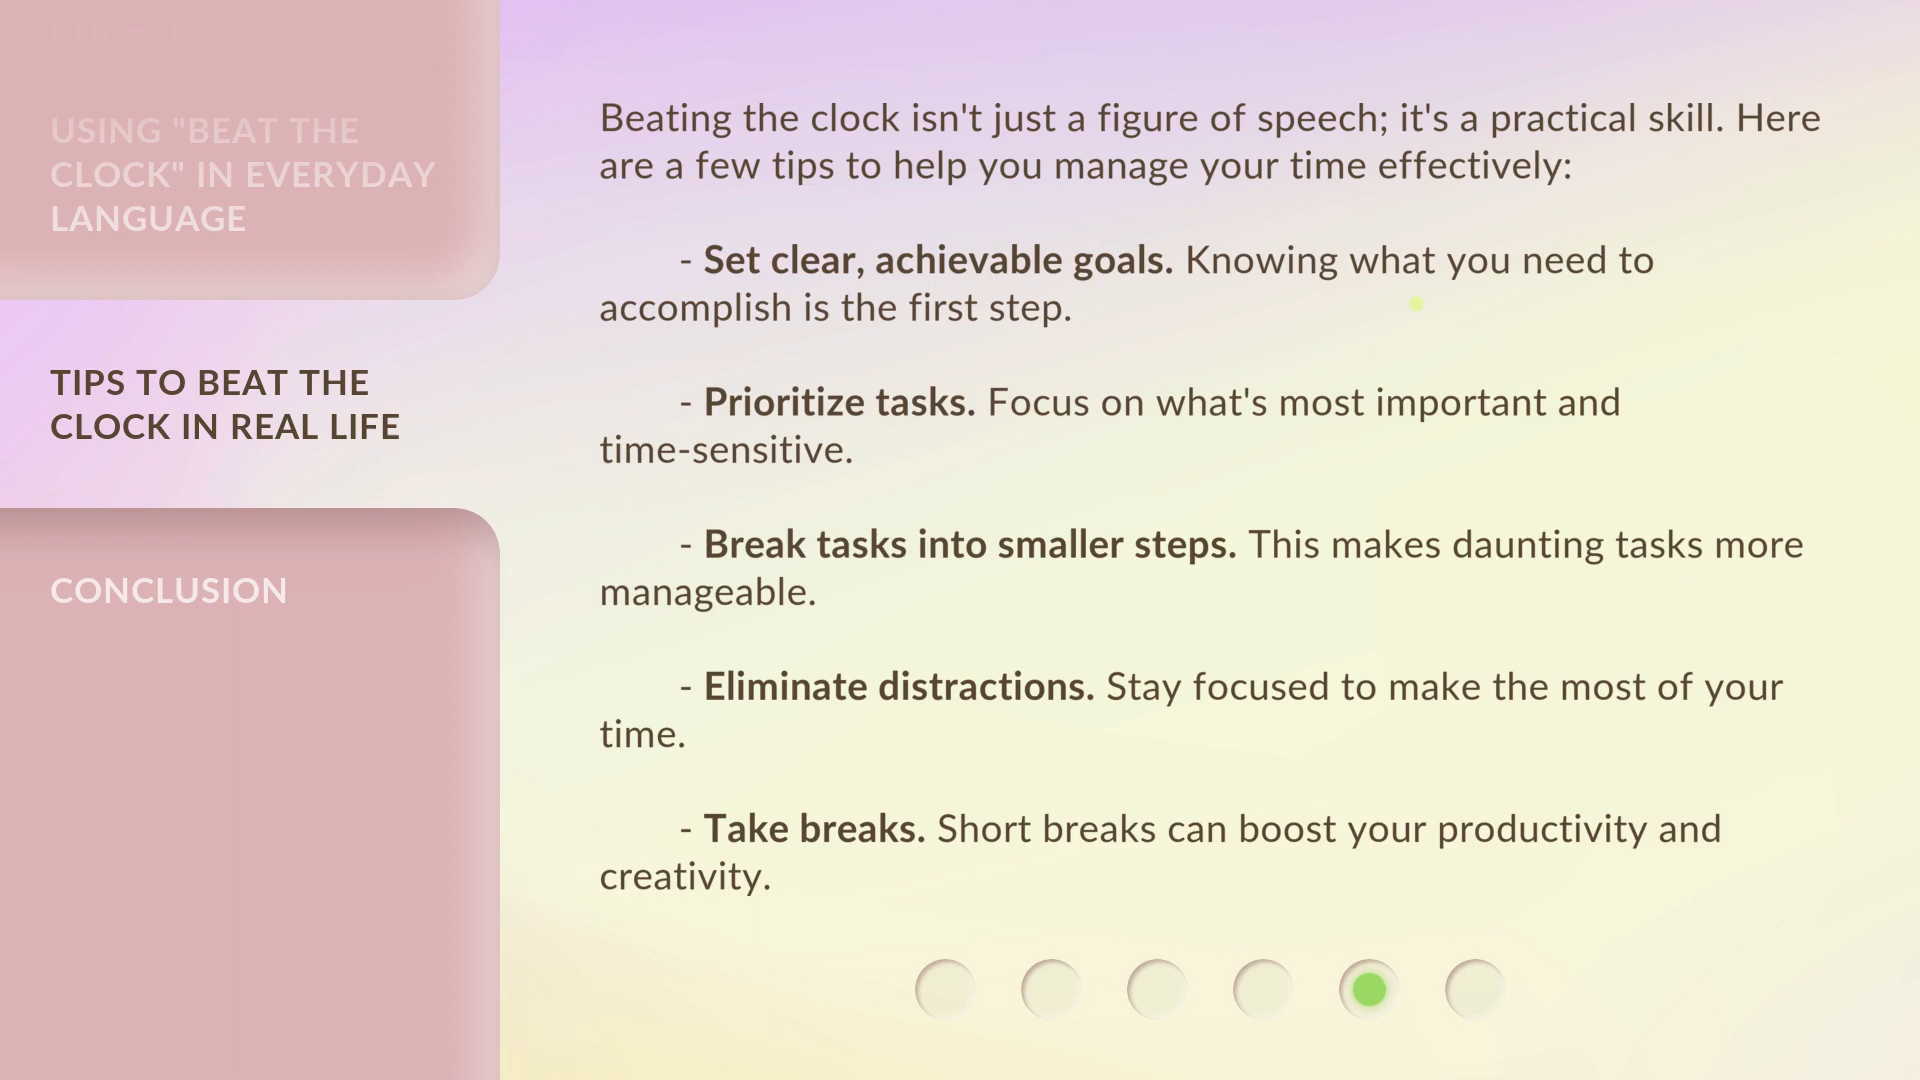 PHRASE
USING "BEAT THE
CLOCK" IN EVERYDAY
LANGUAGE
TIPS TO BEAT THE
CLOCK IN REAL LIFE
CONCLUSION
Beating the clock isn't just a figure of speech; it's a practical skill. Here
are a few tips to help you manage your time effectively:
- Set clear, achievable goals. Knowing what you need to
accomplish is the first step.
- Prioritize tasks. Focus on what's most important and
time-sensitive.
- Break tasks into smaller steps. This makes daunting tasks more
manageable.
- Eliminate distractions. Stay focused to make the most of your
time.
- Take breaks. Short breaks can boost your productivity and
creativity.